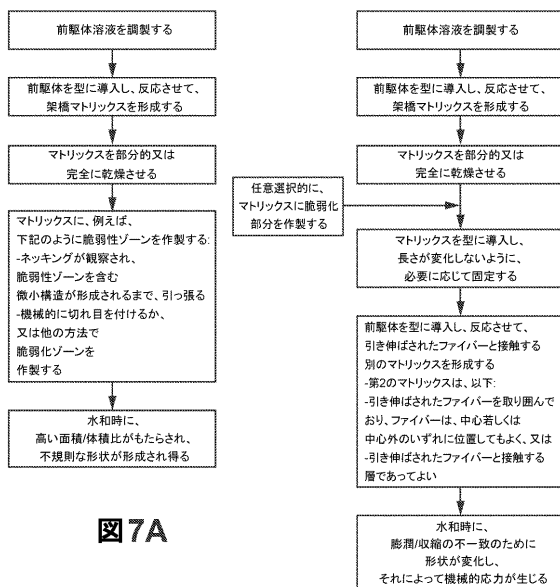 前駆体溶液を調製する
前駆体を型に導入し、反応させて、
架橋マトリックスを形成する
マトリックスを部分的又は
完全に乾燥させる
マトリックスに、例えば、
下記のように脆弱性ゾーンを作製する:
-ネッキングが観察され、
脆弱性ゾーンを含む
微小構造が形成されるまで、引っ張る
-機械的に切れ目を付けるか、
又は他の方法で
脆弱化ゾーンを
作製する
水和時に、
高い面積/体積比がもたらされ、
不規則な形状が形成され得る
図7A
前駆体溶液を調製する
前駆体を型に導入し、反応させて、
架橋マトリックスを形成する
マトリックスを部分的又は
完全に乾燥させる
任意選択的に、
マトリックスに脆弱化
部分を作製する
マトリックスを型に導入し、
長さが変化しないように、
必要に応じて固定する
前駆体を型に導入し、反応させて、
引き伸ばされたファイバーと接触する
別のマトリックスを形成する
-第2のマトリックスは、以下:
-引き伸ばされたファイバーを取り囲んで
おり、ファイバーは、中心若しくは
中心外のいずれに位置してもよく、又は
-引き伸ばされたファイバーと接触する
層であってよい
水和時に、
膨潤/収縮の不一致のために
形状が変化し、
それによって機械的応力が生じる